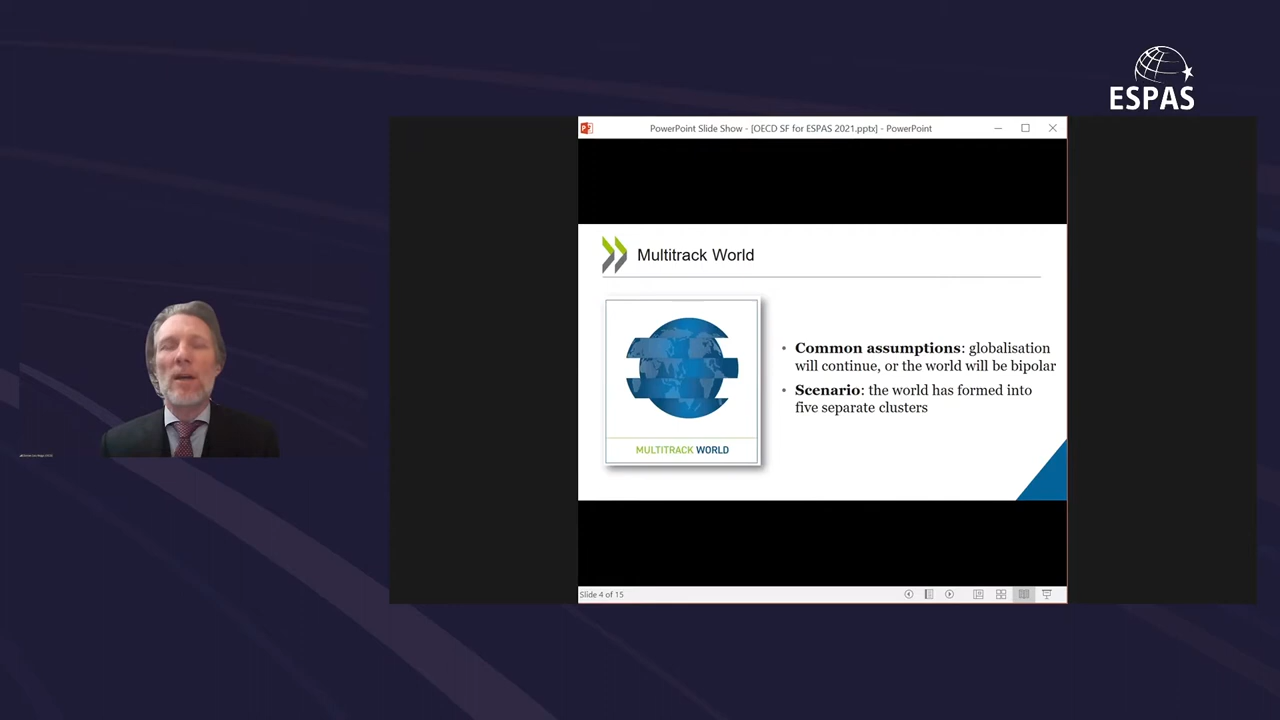 ESPAS
PowerPoint Slide Show - [OECD SF for ESPAS 2021.pptx] - PowerPoint
Multitrack World
MULTITRACK WORLD
• Common assumptions: globalisation
will continue, or the world will be bipolar
• Scenario: the world has formed into
five separate clusters
Slide 4 of 15